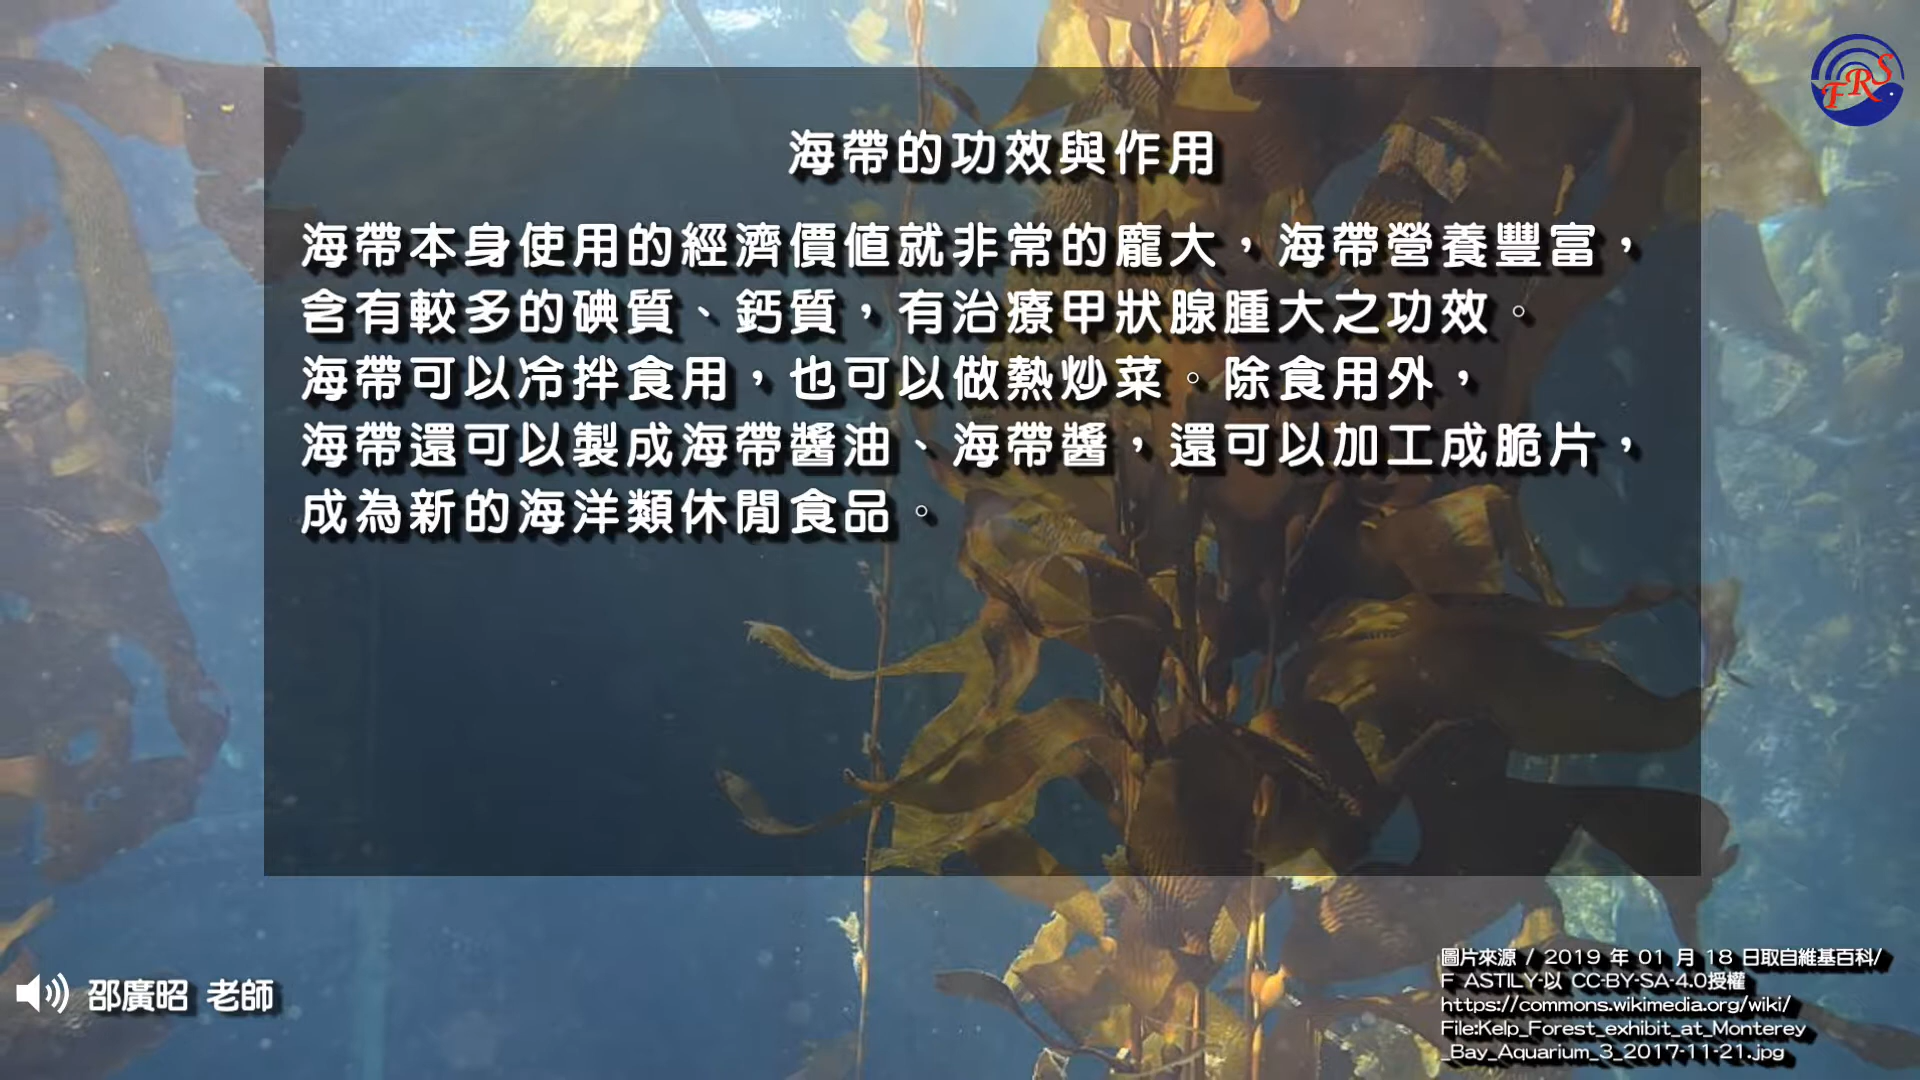 FRS
海帶的功效與作用
海帶本身使用的經濟價值就非常的龐大，海帶營養豐富，
含有較多的碘質、鈣質，有治療甲狀腺腫大之功效。
海帶可以冷拌食用，也可以做熱炒菜。除食用外，
海帶還可以製成海帶醬油、海帶醬，還可以加工成脆片，
成為新的海洋類休閒食品。
邵廣昭 老師
圖片來源 / 2019 年 01 月 18 日取自維基百科/
F ASTILY-以 CC-BY-SA-4.0授權
https://commons.wikimedia.org/wiki/
File:Kelp_Forest_exhibit_at_Monterey
_Bay_Aquarium_3_2017-11-21.jpg